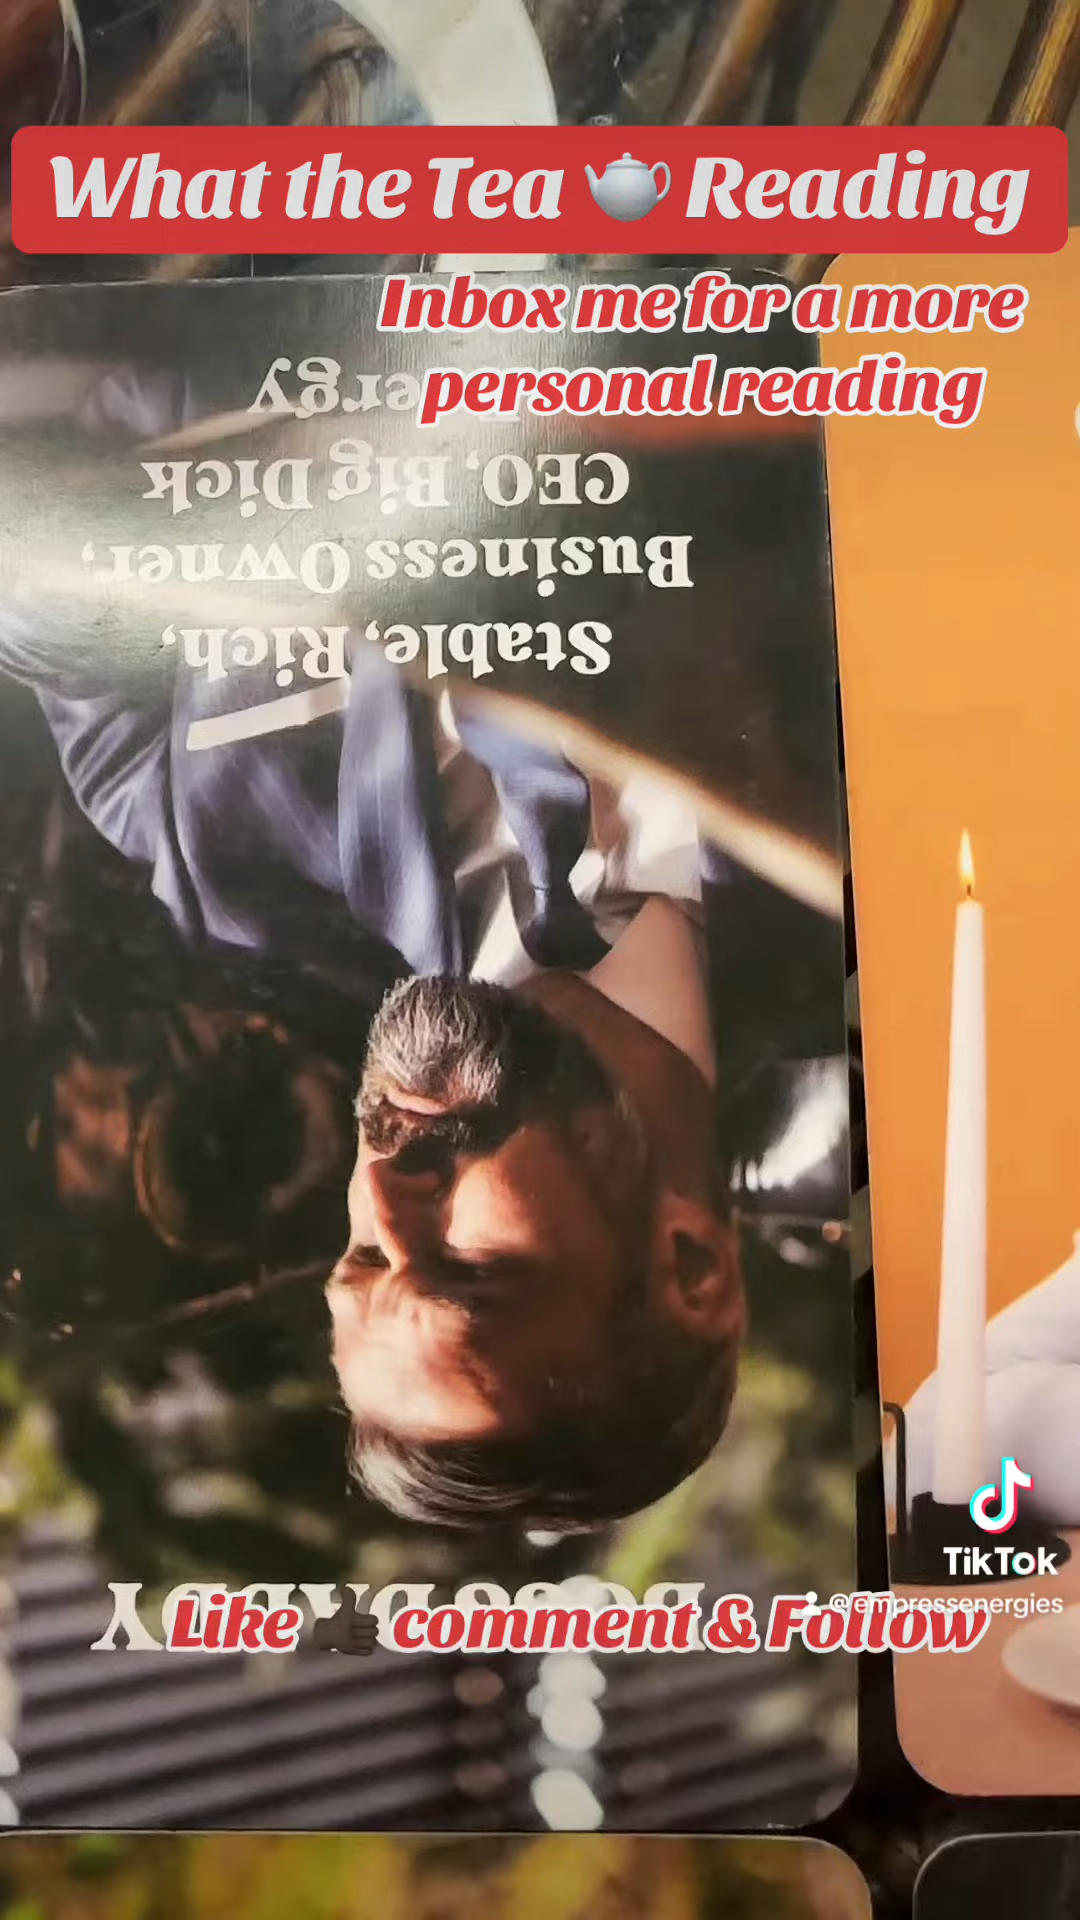 What the Tea 🫖 Reading
Inbox me for a more
personal reading
Stable, Rich,
Business Owner,
CEO, Big Dick
Like 👍🏿 comment & Follow
TikTok
@empressenergies